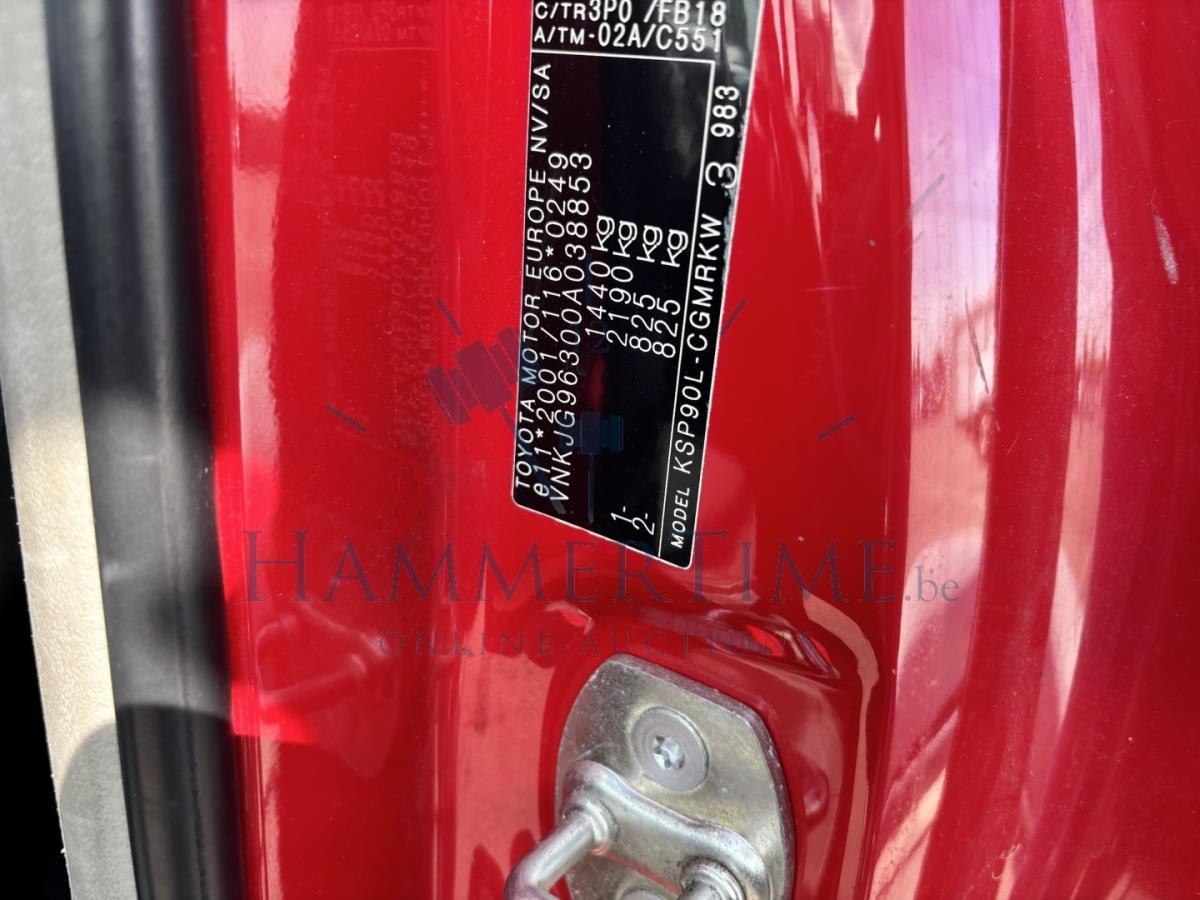 C/TR3P0 /FB18
A/TM-02A/C551
TOYOTA MOTOR EUROPE NV/SA
e11*2001/116*0249
VNKJG96300A038853
1440 kg
2190 kg
1- 825 kg
2- 825 kg
MODEL KSP90L-CGMRKW 3 983
HAMMERTIME.be
ONLINE AUCTIONS